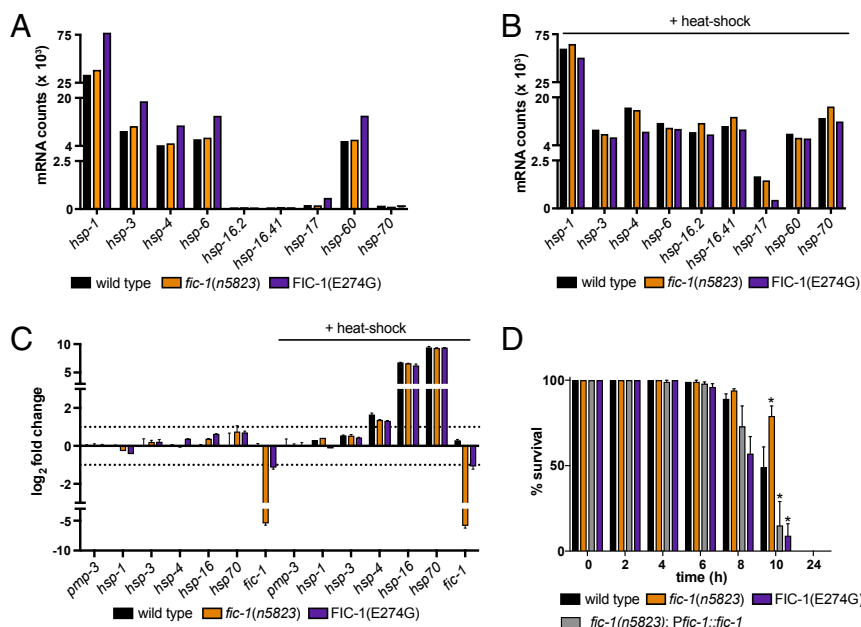 A
mRNA counts (x 10³)
75
25
20
4
2.5
0
hsp-1
hsp-3
hsp-4
hsp-6
hsp-16.2
hsp-16.41
hsp-17
hsp-60
hsp-70
wild type fic-1(n5823) FIC-1(E274G)
B
+ heat-shock
mRNA counts (x 10³)
75
25
20
4
2.5
0
hsp-1
hsp-3
hsp-4
hsp-6
hsp-16.2
hsp-16.41
hsp-17
hsp-60
hsp-70
wild type fic-1(n5823) FIC-1(E274G)
C
+ heat-shock
log₂ fold change
10
5
2
0
-2
-5
-10
pmp-3
hsp-1
hsp-3
hsp-4
hsp-16
hsp70
fic-1
pmp-3
hsp-1
hsp-3
hsp-4
hsp-16
hsp70
fic-1
wild type fic-1(n5823) FIC-1(E274G)
D
% survival
100
50
0
* * *
0 2 4 6 8 10 24
time (h)
wild type fic-1(n5823) FIC-1(E274G)
fic-1(n5823); Pfic-1::fic-1